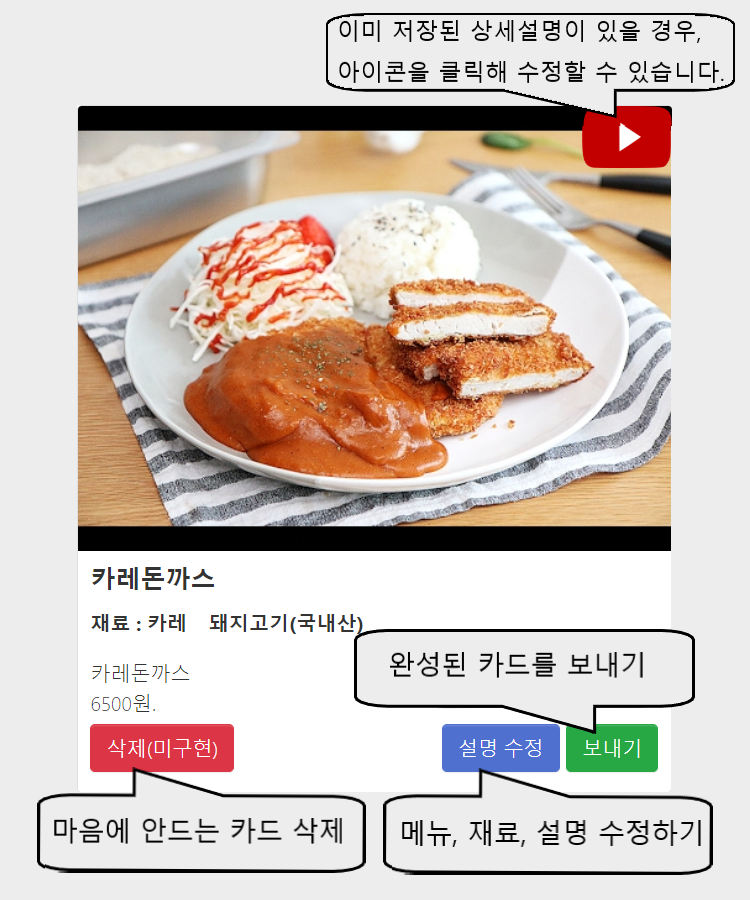 이미 저장된 상세설명이 있을 경우,
아이콘을 클릭해 수정할 수 있습니다.
카레돈까스
재료 : 카레 돼지고기(국내산)
카레돈까스
6500원.
완성된 카드를 보내기
삭제(미구현)
설명 수정
보내기
마음에 안드는 카드 삭제
메뉴, 재료, 설명 수정하기